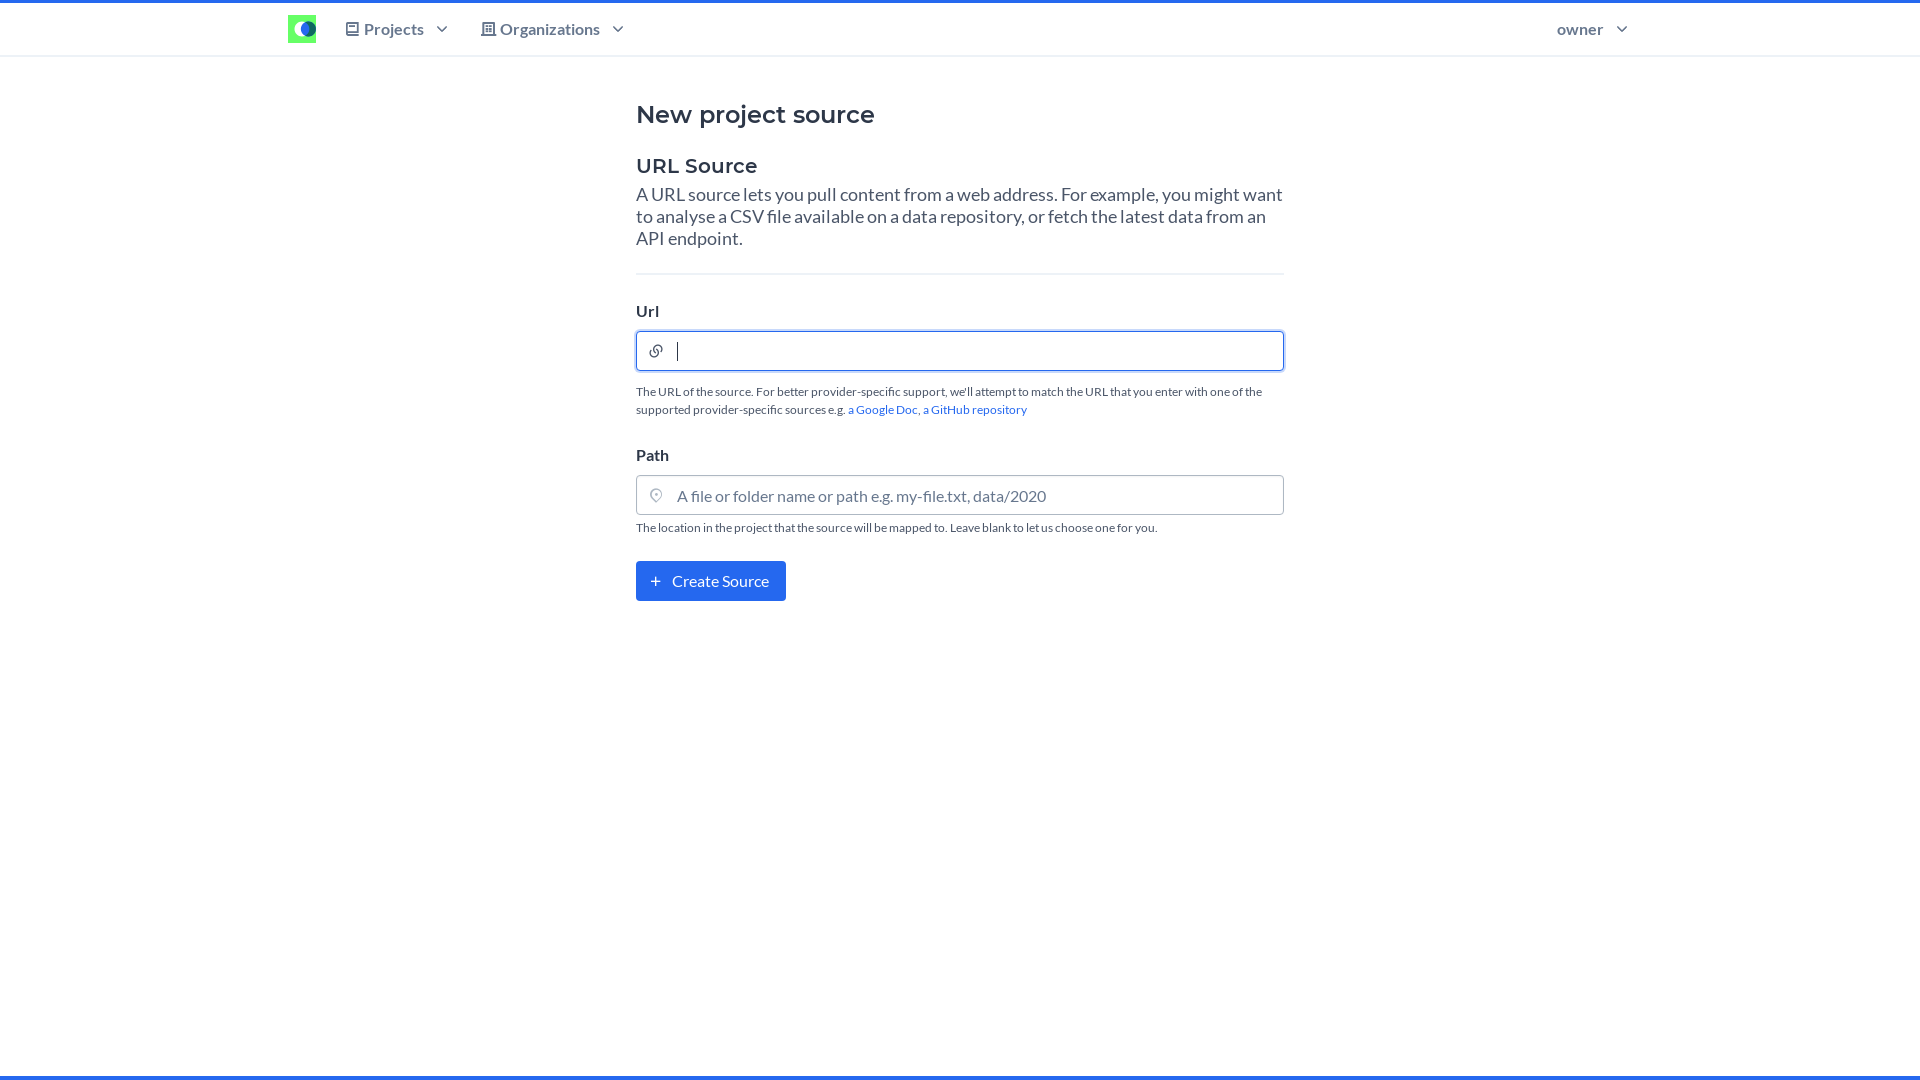 Projects
Organizations
owner
New project source
URL Source
A URL source lets you pull content from a web address. For example, you might want
to analyse a CSV file available on a data repository, or fetch the latest data from an
API endpoint.
Url
The URL of the source. For better provider-specific support, we'll attempt to match the URL that you enter with one of the
supported provider-specific sources e.g. a Google Doc, a GitHub repository
Path
A file or folder name or path e.g. my-file.txt, data/2020
The location in the project that the source will be mapped to. Leave blank to let us choose one for you.
Create Source